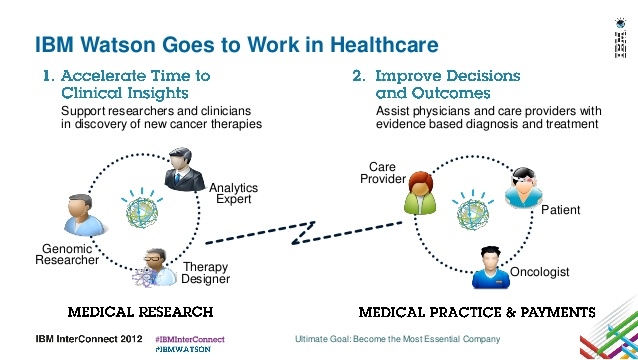 IBM Watson Goes to Work in Healthcare
1. Accelerate Time to
Clinical Insights
Support researchers and clinicians
in discovery of new cancer therapies
Analytics
Expert
Genomic
Researcher
Therapy
Designer
MEDICAL RESEARCH
2. Improve Decisions
and Outcomes
Assist physicians and care providers with
evidence based diagnosis and treatment
Care
Provider
Patient
Oncologist
MEDICAL PRACTICE & PAYMENTS
IBM InterConnect 2012
#IBMInterConnect
#IBMWATSON
Ultimate Goal: Become the Most Essential Company
IBM